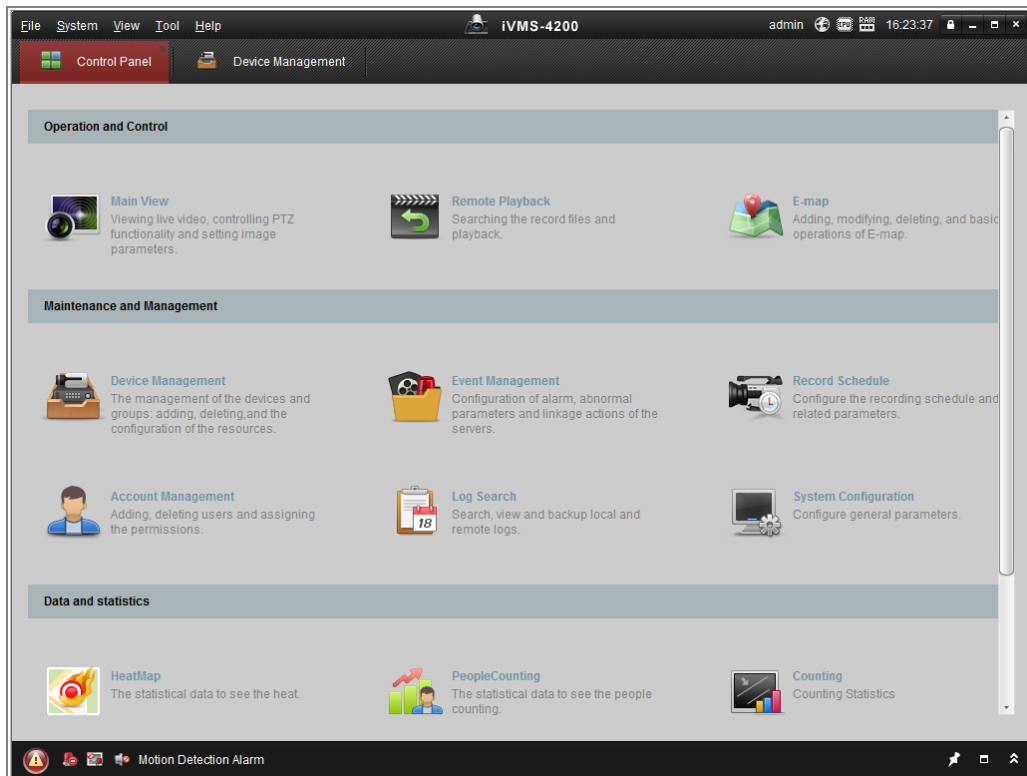 File System View Tool Help iVMS-4200 admin CPU RAM 16:23:37
Control Panel Device Management
Operation and Control
Main View
Viewing live video, controlling PTZ
functionality and setting image
parameters.
Remote Playback
Searching the record files and
playback.
E-map
Adding, modifying, deleting, and basic
operations of E-map.
Maintenance and Management
Device Management
The management of the devices and
groups: adding, deleting,and the
configuration of the resources.
Event Management
Configuration of alarm, abnormal
parameters and linkage actions of the
servers.
Record Schedule
Configure the recording schedule and
related parameters.
Account Management
Adding, deleting users and assigning
the permissions.
18
Log Search
Search, view and backup local and
remote logs.
System Configuration
Configure general parameters.
Data and statistics
HeatMap
The statistical data to see the heat.
PeopleCounting
The statistical data to see the people
counting.
Counting
Counting Statistics
Motion Detection Alarm